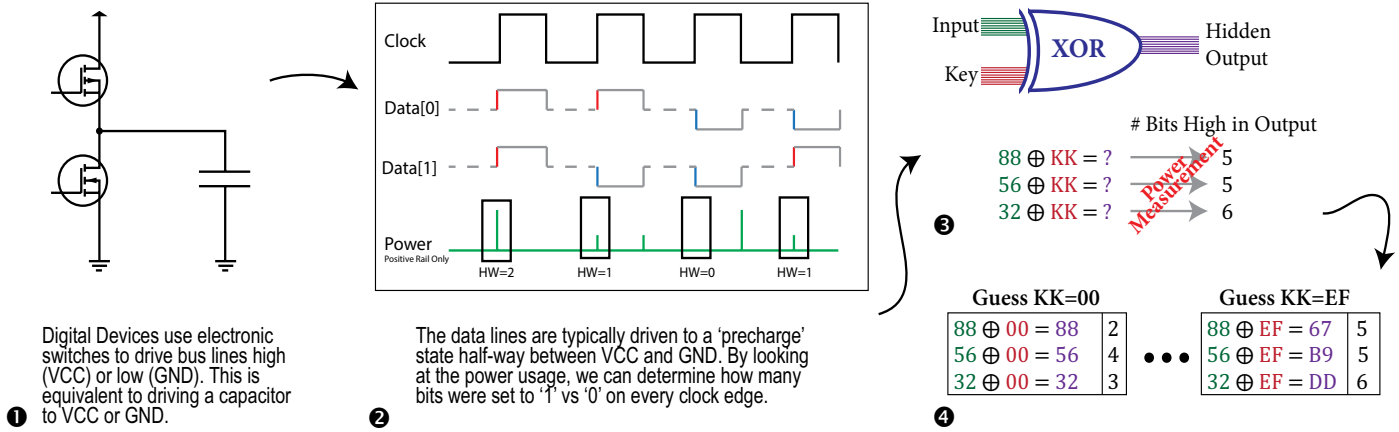 Digital Devices use electronic
switches to drive bus lines high
(VCC) or low (GND). This is
equivalent to driving a capacitor
to VCC or GND.
❶
Clock
Data[0]
Data[1]
Power
Positive Rail Only
HW=2 HW=1 HW=0 HW=1
The data lines are typically driven to a ‘precharge’
state half-way between VCC and GND. By looking
at the power usage, we can determine how many
bits were set to ‘1’ vs ‘0’ on every clock edge.
❷
Input
Key
XOR
Hidden
Output
# Bits High in Output
88 ⊕ KK = ? 5
56 ⊕ KK = ? 5
32 ⊕ KK = ? 6
Power
Measurement
❸
Guess KK=00
88 ⊕ 00 = 88 2
56 ⊕ 00 = 56 4
32 ⊕ 00 = 32 3
•••
Guess KK=EF
88 ⊕ EF = 67 5
56 ⊕ EF = B9 5
32 ⊕ EF = DD 6
❹